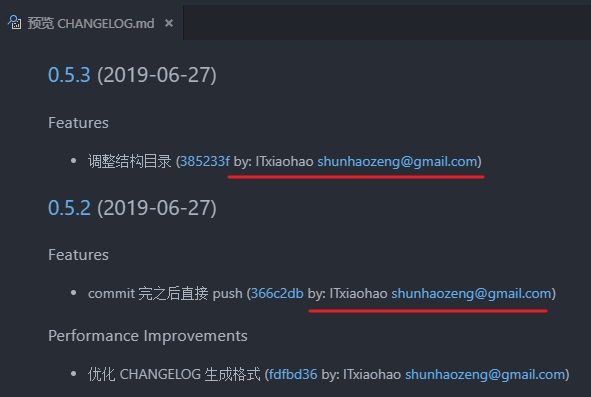 预览 CHANGELOG.md ×
0.5.3 (2019-06-27)
Features
• 调整结构目录 (385233f by: ITxiaohao shunhaozeng@gmail.com)
0.5.2 (2019-06-27)
Features
• commit 完之后直接 push (366c2db by: ITxiaohao shunhaozeng@gmail.com)
Performance Improvements
• 优化 CHANGELOG 生成格式 (fdfbd36 by: ITxiaohao shunhaozeng@gmail.com)